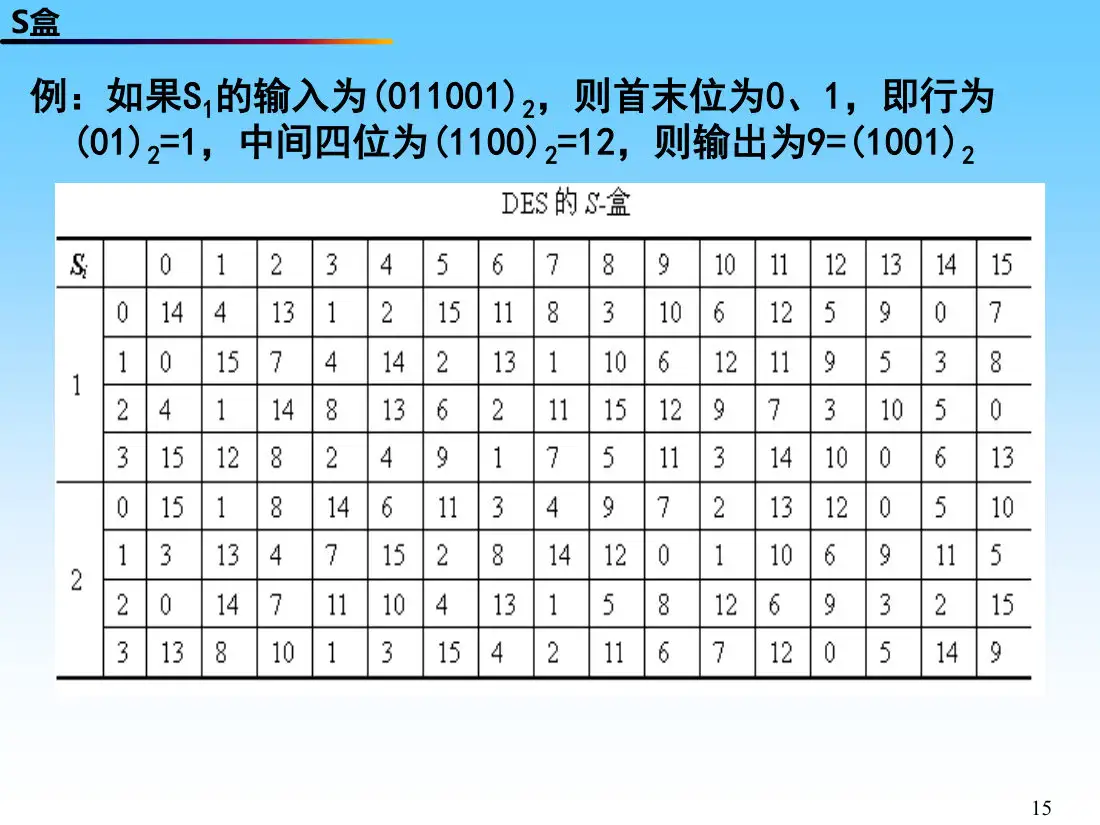 S盒
例：如果S1的输入为(011001)2，则首末位为0、1，即行为
(01)2=1，中间四位为(1100)2=12，则输出为9=(1001)2
DES 的 S-盒
Si 0 1 2 3 4 5 6 7 8 9 10 11 12 13 14 15
1
0 14 4 13 1 2 15 11 8 3 10 6 12 5 9 0 7
1 0 15 7 4 14 2 13 1 10 6 12 11 9 5 3 8
2 4 1 14 8 13 6 2 11 15 12 9 7 3 10 5 0
3 15 12 8 2 4 9 1 7 5 11 3 14 10 0 6 13
2
0 15 1 8 14 6 11 3 4 9 7 2 13 12 0 5 10
1 3 13 4 7 15 2 8 14 12 0 1 10 6 9 11 5
2 0 14 7 11 10 4 13 1 5 8 12 6 9 3 2 15
3 13 8 10 1 3 15 4 2 11 6 7 12 0 5 14 9
15